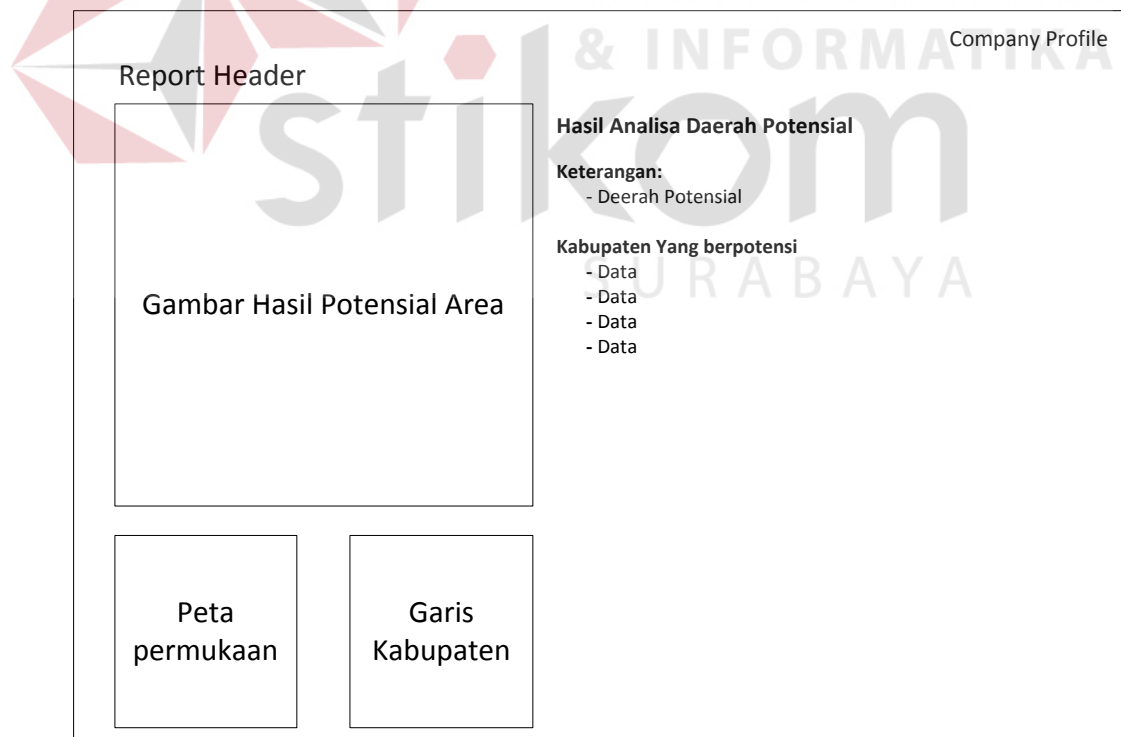 & INFORMATIKA
Company Profile
Report Header
stikom
SURABAYA
Hasil Analisa Daerah Potensial
Keterangan:
- Deerah Potensial
Kabupaten Yang berpotensi
- Data
- Data
- Data
- Data
Gambar Hasil Potensial Area
Peta
permukaan
Garis
Kabupaten